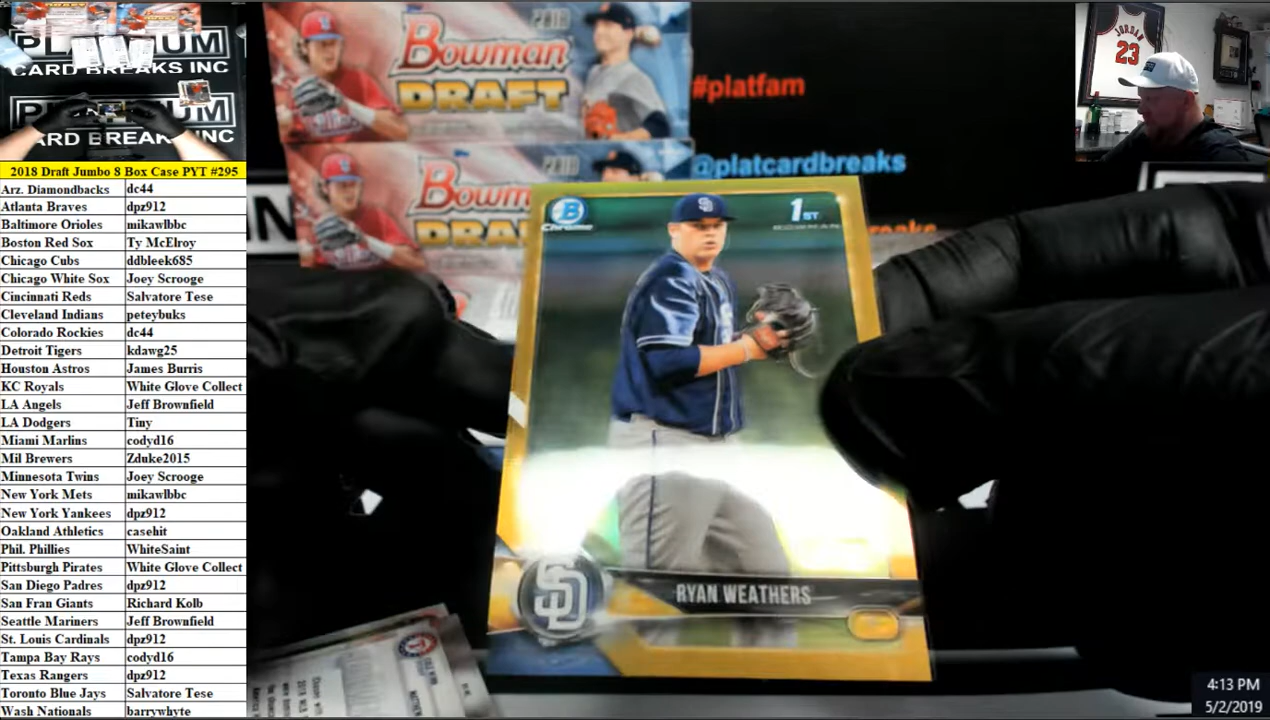 PLATINUM
CARD BREAKS INC
PLATINUM
CARD BREAKS INC
2018 Draft Jumbo 8 Box Case PYT #295
Arz. Diamondbacks dc44
Atlanta Braves dpz912
Baltimore Orioles mikawlbbc
Boston Red Sox Ty McElroy
Chicago Cubs ddbleek685
Chicago White Sox Joey Scrooge
Cincinnati Reds Salvatore Tese
Cleveland Indians peteybuks
Colorado Rockies dc44
Detroit Tigers kdawg25
Houston Astros James Burris
KC Royals White Glove Collect
LA Angels Jeff Brownfield
LA Dodgers Tiny
Miami Marlins codyd16
Mil Brewers Zduke2015
Minnesota Twins Joey Scrooge
New York Mets mikawlbbc
New York Yankees dpz912
Oakland Athletics casehit
Phil. Phillies WhiteSaint
Pittsburgh Pirates White Glove Collect
San Diego Padres dpz912
San Fran Giants Richard Kolb
Seattle Mariners Jeff Brownfield
St. Louis Cardinals dpz912
Tampa Bay Rays codyd16
Texas Rangers dpz912
Toronto Blue Jays Salvatore Tese
Wash Nationals barrywhyte
2018
Bowman
DRAFT
2018
Bowm
DRAFT
#platfam
@platcardbreaks
JORDAN
23
B
Chrome
1ST
BOWMAN
SD
SD
RYAN WEATHERS
4:13 PM
5/2/2019